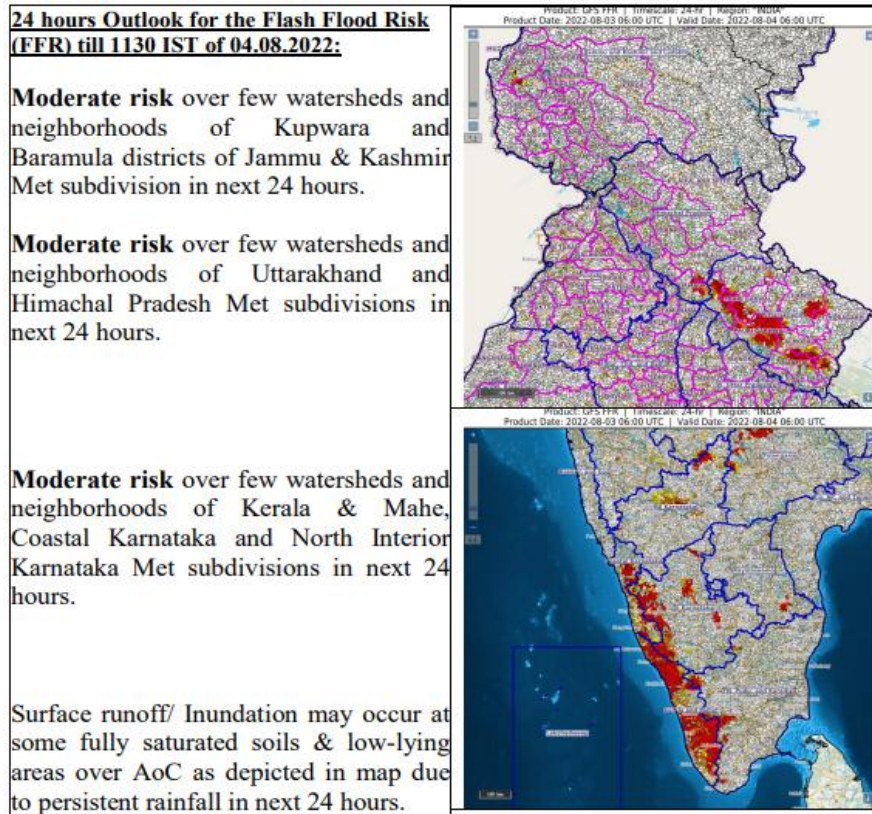 24 hours Outlook for the Flash Flood Risk
(FFR) till 1130 IST of 04.08.2022:
Moderate risk over few watersheds and
neighborhoods of Kupwara and
Baramula districts of Jammu & Kashmir
Met subdivision in next 24 hours.
Moderate risk over few watersheds and
neighborhoods of Uttarakhand and
Himachal Pradesh Met subdivisions in
next 24 hours.
Moderate risk over few watersheds and
neighborhoods of Kerala & Mahe,
Coastal Karnataka and North Interior
Karnataka Met subdivisions in next 24
hours.
Surface runoff/ Inundation may occur at
some fully saturated soils & low-lying
areas over AoC as depicted in map due
to persistent rainfall in next 24 hours.
Product: GFS FFR | Timescale: 24-hr | Region: "INDIA"
Product Date: 2022-08-03 06:00 UTC | Valid Date: 2022-08-04 06:00 UTC
Product: GFS FFR | Timescale: 24-hr | Region: "INDIA"
Product Date: 2022-08-03 06:00 UTC | Valid Date: 2022-08-04 06:00 UTC